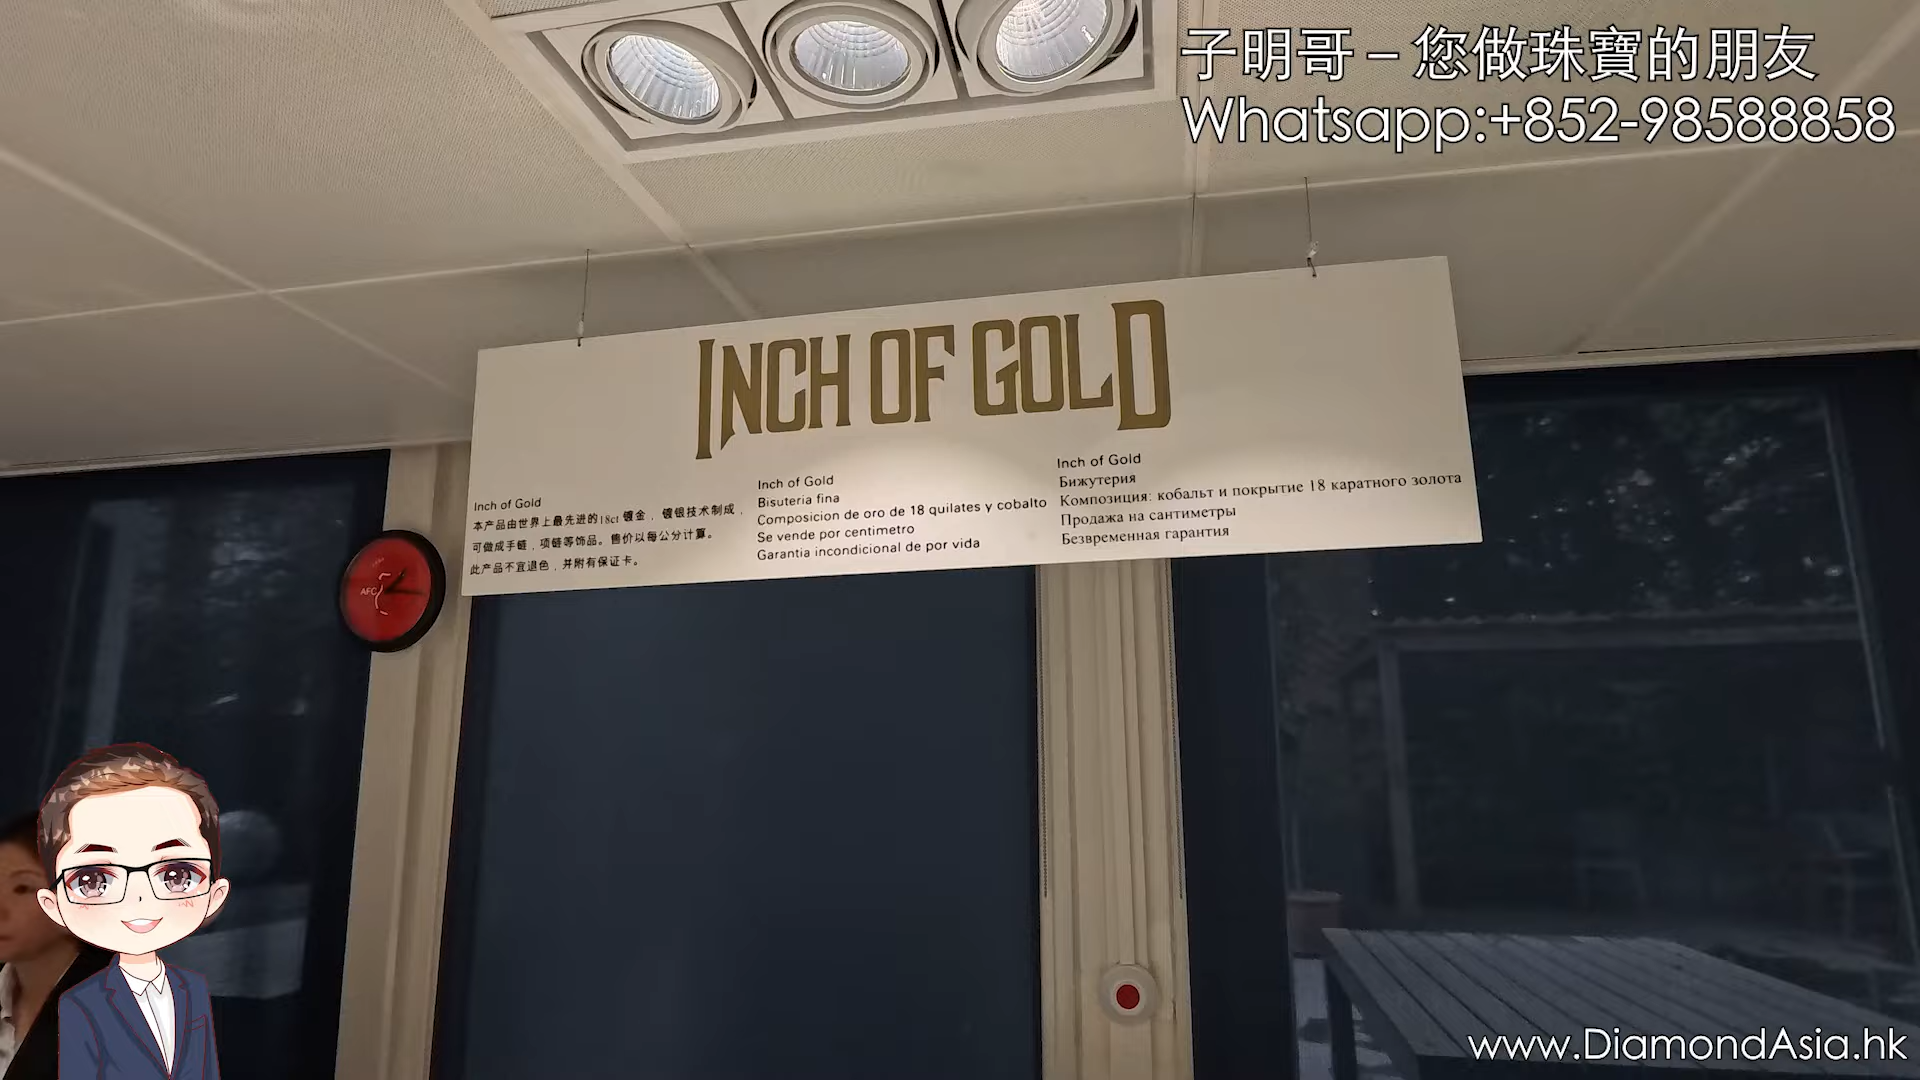 子明哥 – 您做珠寶的朋友
Whatsapp:+852-98588858
INCH OF GOLD
Inch of Gold
本产品由世界上最先进的18ct 镀金，镀银技术制成，
可做成手链，项链等饰品。售价以每公分计算。
此产品不宜退色，并附有保证卡。
Inch of Gold
Bisuteria fina
Composicion de oro de 18 quilates y cobalto
Se vende por centimetro
Garantia incondicional de por vida
Inch of Gold
Бижутерия
Композиция: кобальт и покрытие 18 каратного золота
Продажа на сантиметры
Безвременная гарантия
AFC
www.DiamondAsia.hk